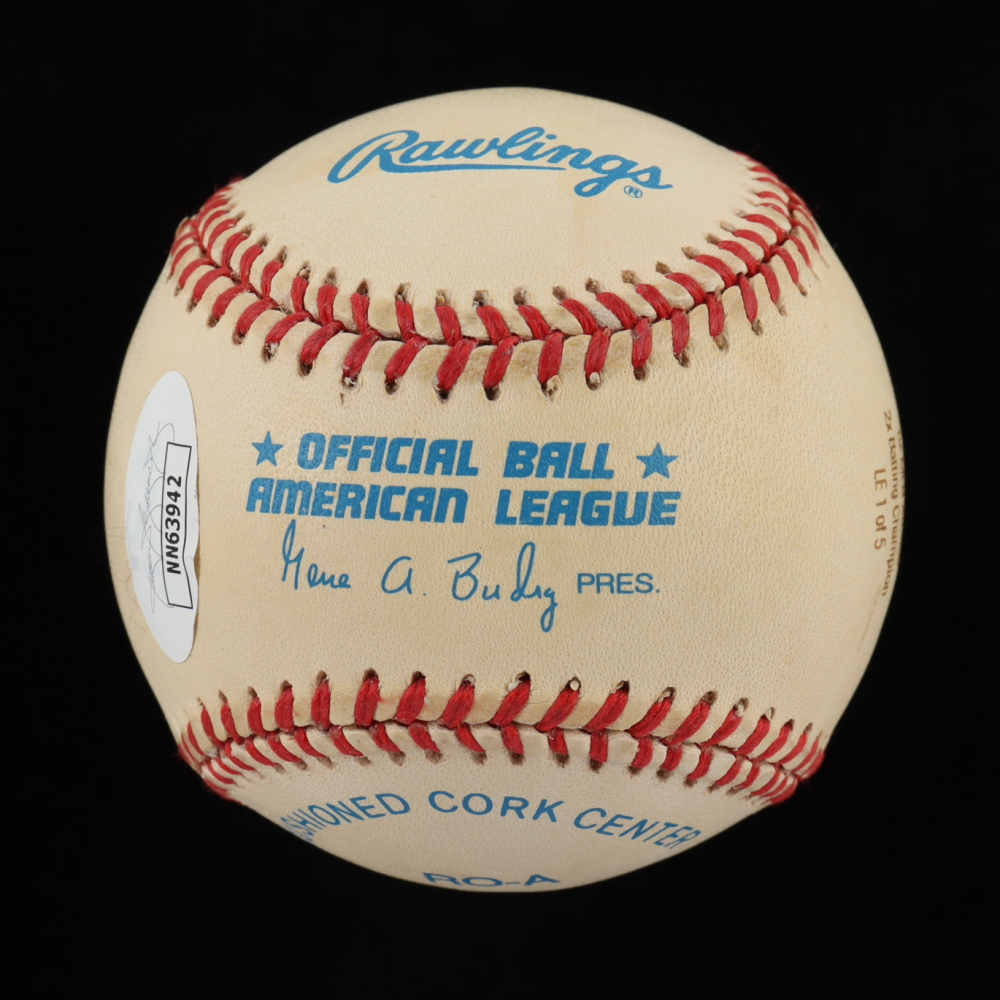 Rawlings®
★ OFFICIAL BALL ★
AMERICAN LEAGUE
Gene A. Budig PRES.
CORK CENTER
RO-A
NN63942
2x Batting Champion
LE 1 of 5